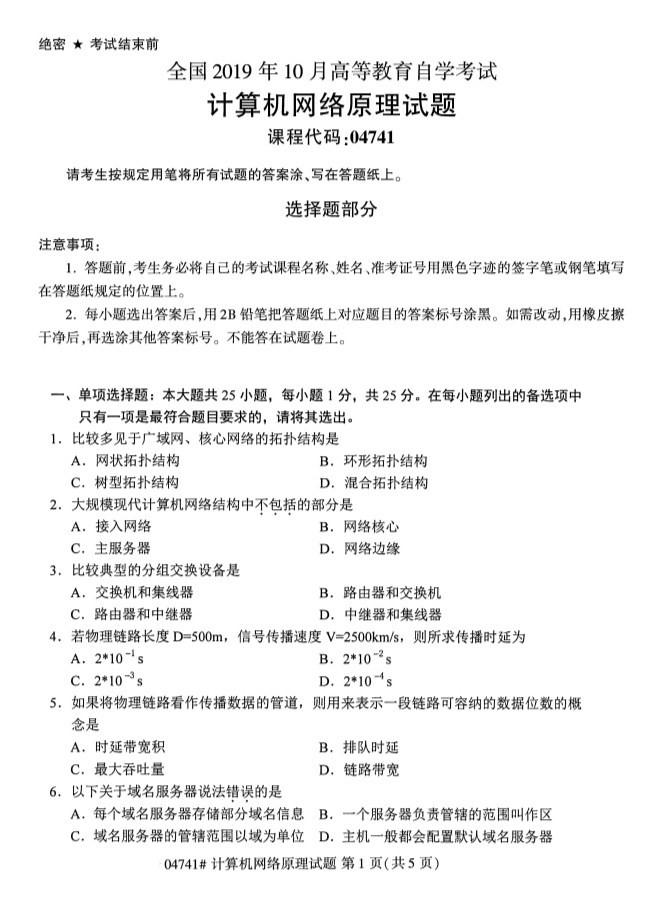 绝密 ★ 考试结束前
全国 2019 年 10 月高等教育自学考试
计算机网络原理试题
课程代码:04741
请考生按规定用笔将所有试题的答案涂、写在答题纸上。
选择题部分
注意事项:
1. 答题前,考生务必将自己的考试课程名称、姓名、准考证号用黑色字迹的签字笔或钢笔填写
在答题纸规定的位置上。
2. 每小题选出答案后,用 2B 铅笔把答题纸上对应题目的答案标号涂黑。如需改动,用橡皮擦
干净后,再选涂其他答案标号。不能答在试题卷上。
一、单项选择题：本大题共 25 小题，每小题 1 分，共 25 分。在每小题列出的备选项中
只有一项是最符合题目要求的，请将其选出。
1．比较多见于广域网、核心网络的拓扑结构是
A．网状拓扑结构 B．环形拓扑结构
C．树型拓扑结构 D．混合拓扑结构
2．大规模现代计算机网络结构中不包括的部分是
A．接入网络 B．网络核心
C．主服务器 D．网络边缘
3．比较典型的分组交换设备是
A．交换机和集线器 B．路由器和交换机
C．路由器和中继器 D．中继器和集线器
4．若物理链路长度 D=500m，信号传播速度 V=2500km/s，则所求传播时延为
A．2*10⁻¹ s B．2*10⁻² s
C．2*10⁻³ s D．2*10⁻⁴ s
5．如果将物理链路看作传播数据的管道，则用来表示一段链路可容纳的数据位数的概
念是
A．时延带宽积 B．排队时延
C．最大吞吐量 D．链路带宽
6．以下关于域名服务器说法错误的是
A．每个域名服务器存储部分域名信息 B．一个服务器负责管辖的范围叫作区
C．域名服务器的管辖范围以域为单位 D．主机一般都会配置默认域名服务器
04741# 计算机网络原理试题 第 1 页(共 5 页)